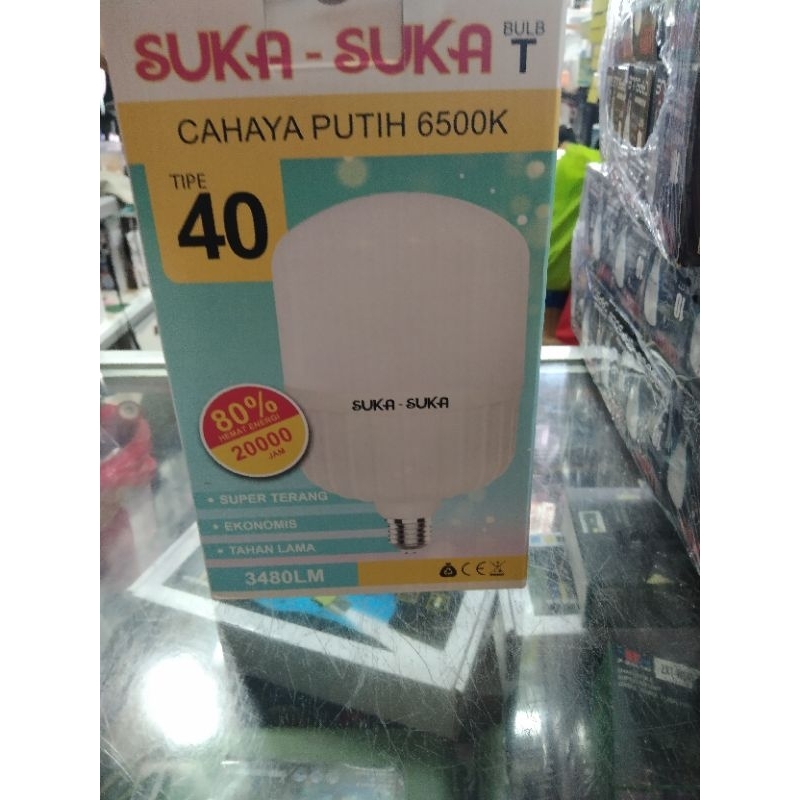 SUKA - SUKA BULB T
CAHAYA PUTIH 6500K
TIPE
40
SUKA - SUKA
80%
HEMAT ENERGI
20000
JAM
• SUPER TERANG
• EKONOMIS
• TAHAN LAMA
3480LM
CE